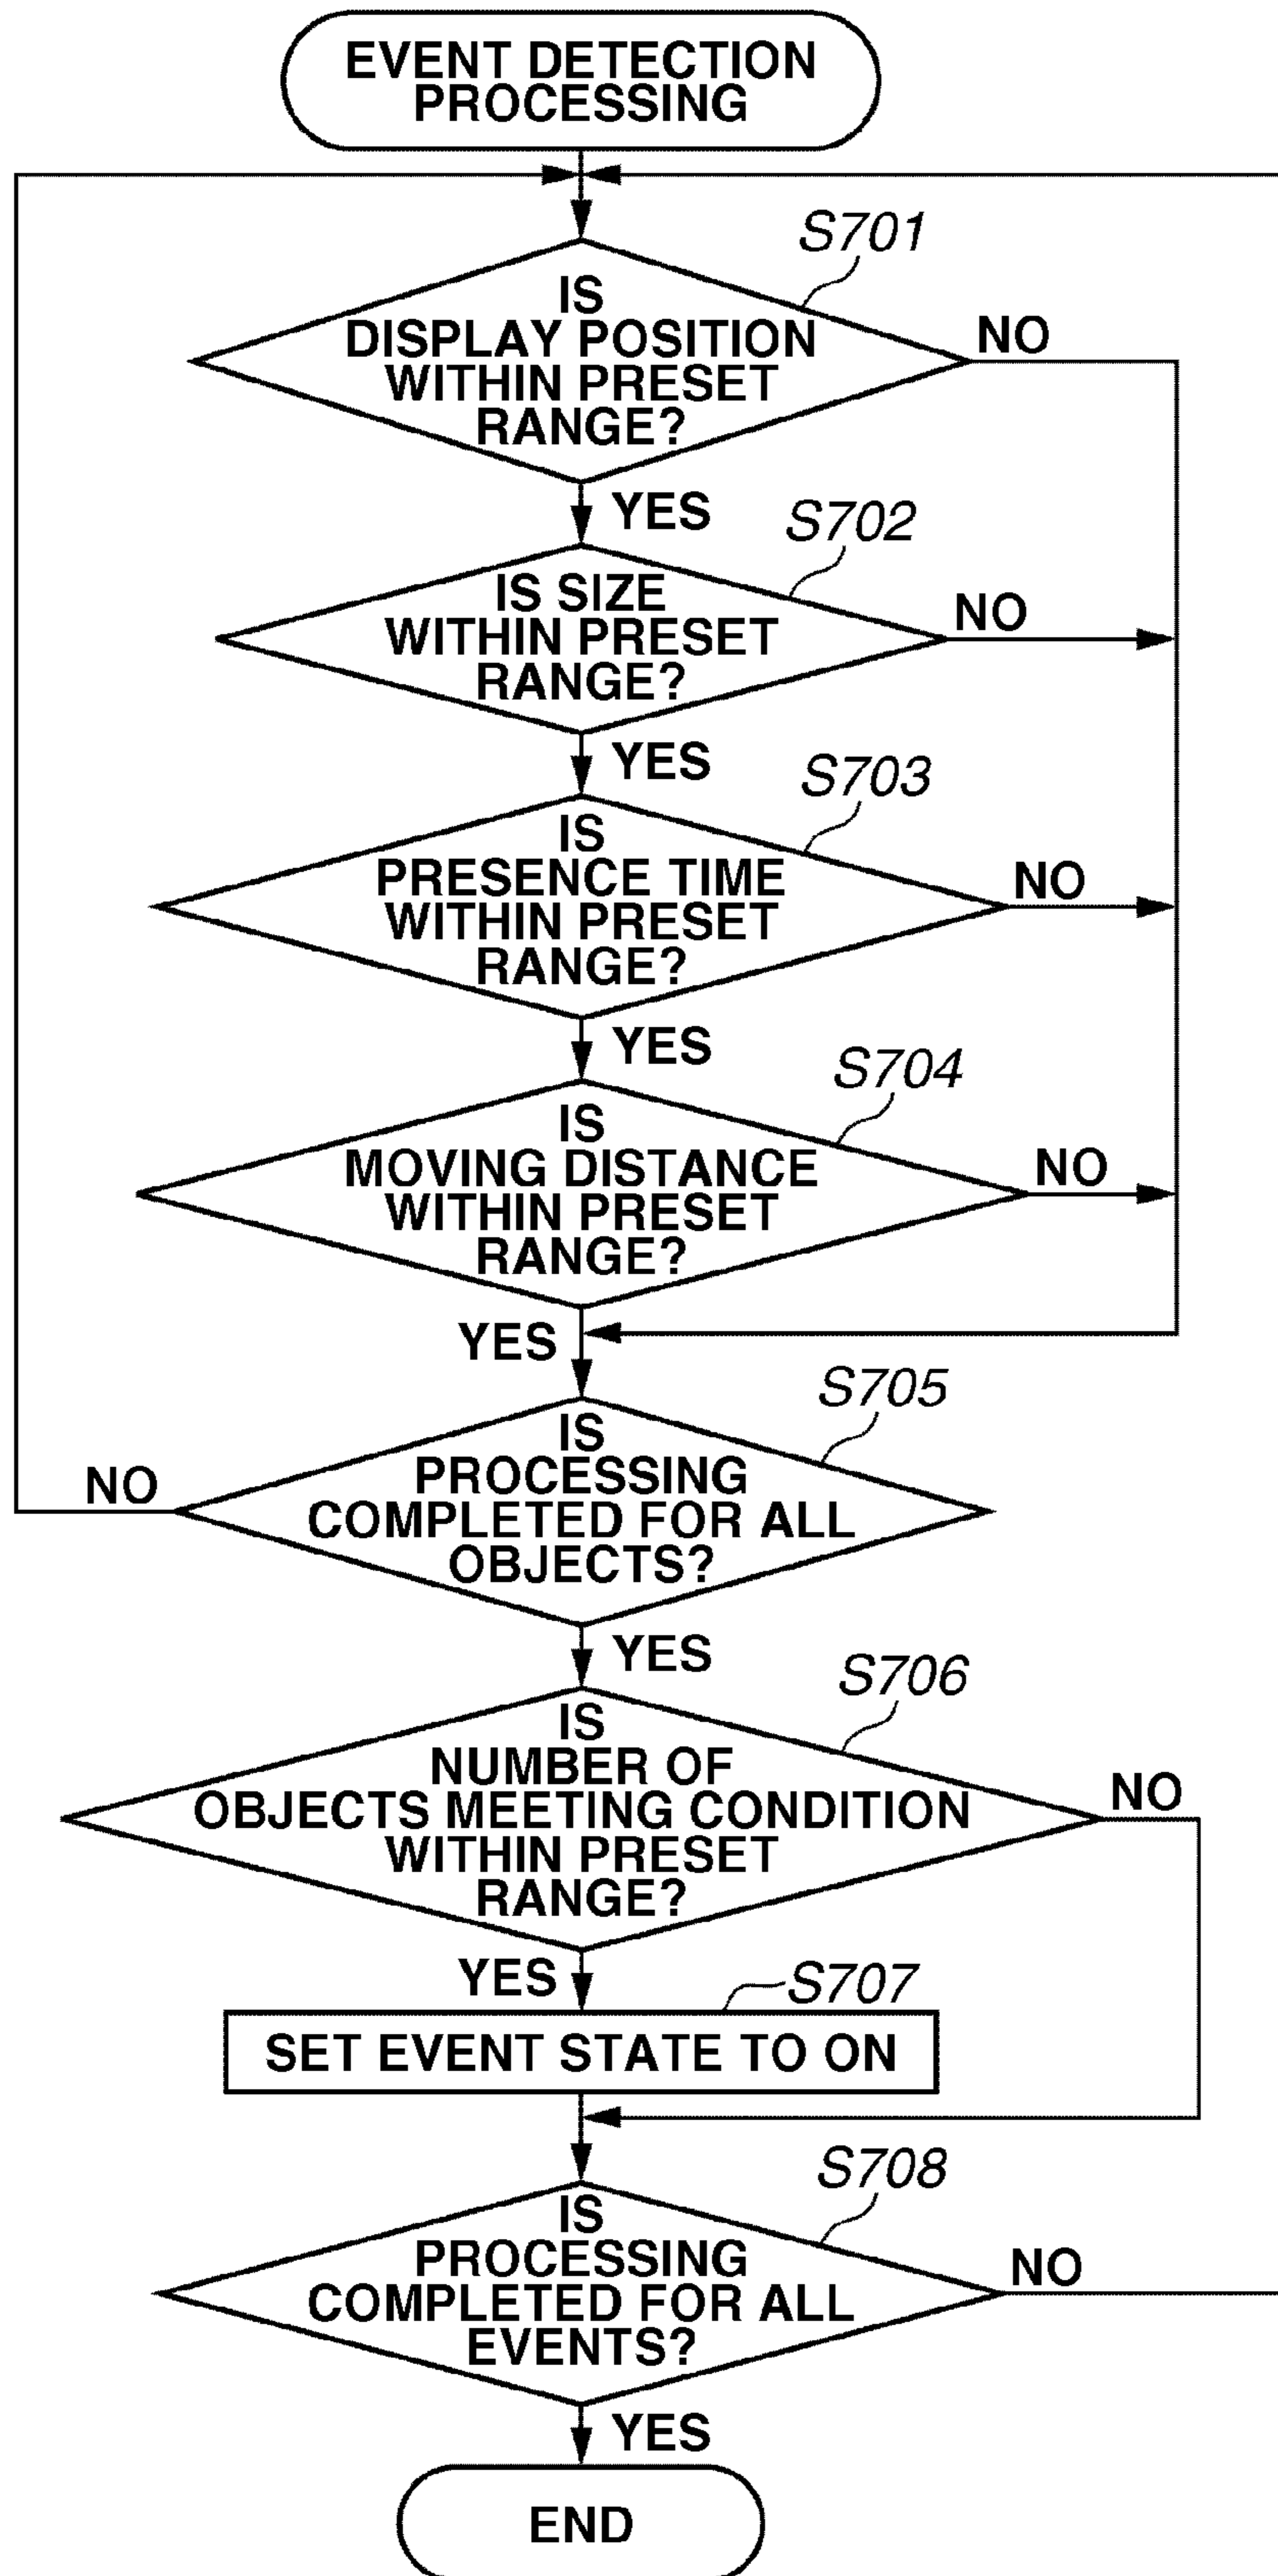 EVENT DETECTION
PROCESSING
S701
IS
DISPLAY POSITION
WITHIN PRESET
RANGE?
NO
YES
S702
IS SIZE
WITHIN PRESET
RANGE?
NO
YES
S703
IS
PRESENCE TIME
WITHIN PRESET
RANGE?
NO
YES
S704
IS
MOVING DISTANCE
WITHIN PRESET
RANGE?
NO
YES
S705
IS
PROCESSING
COMPLETED FOR ALL
OBJECTS?
NO
YES
S706
IS
NUMBER OF
OBJECTS MEETING CONDITION
WITHIN PRESET
RANGE?
NO
YES
S707
SET EVENT STATE TO ON
S708
IS
PROCESSING
COMPLETED FOR ALL
EVENTS?
NO
YES
END